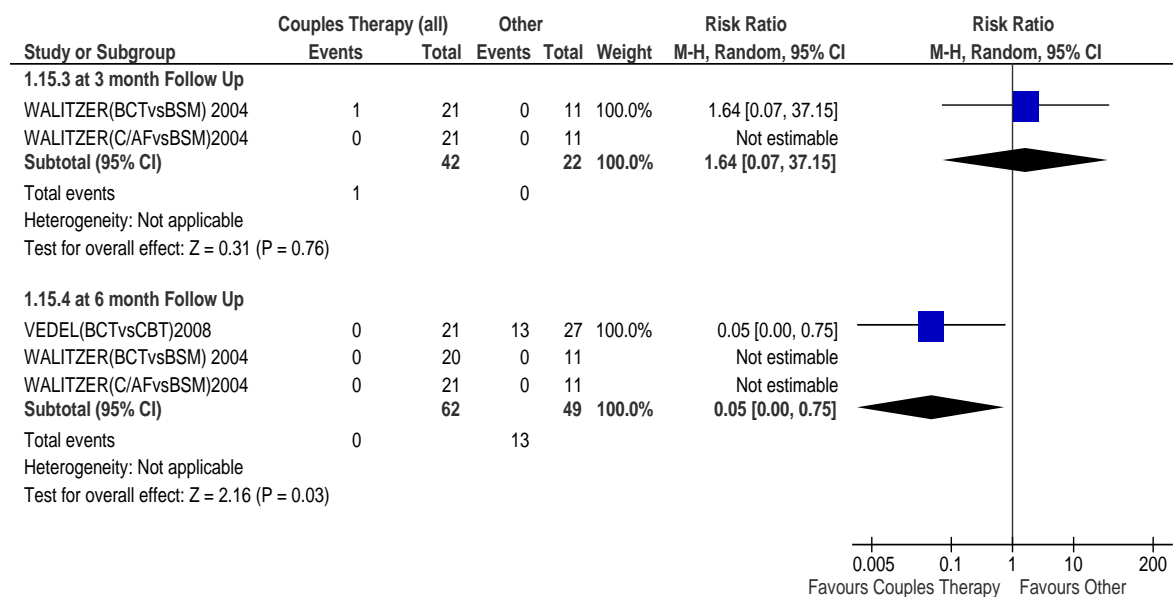 Couples Therapy (all) Other Risk Ratio Risk Ratio
Study or Subgroup Events Total Events Total Weight M-H, Random, 95% CI M-H, Random, 95% CI
1.15.3 at 3 month Follow Up
WALITZER(BCTvsBSM) 2004 1 21 0 11 100.0% 1.64 [0.07, 37.15]
WALITZER(C/AFvsBSM)2004 0 21 0 11 Not estimable
Subtotal (95% CI) 42 22 100.0% 1.64 [0.07, 37.15]
Total events 1 0
Heterogeneity: Not applicable
Test for overall effect: Z = 0.31 (P = 0.76)
1.15.4 at 6 month Follow Up
VEDEL(BCTvsCBT)2008 0 21 13 27 100.0% 0.05 [0.00, 0.75]
WALITZER(BCTvsBSM) 2004 0 20 0 11 Not estimable
WALITZER(C/AFvsBSM)2004 0 21 0 11 Not estimable
Subtotal (95% CI) 62 49 100.0% 0.05 [0.00, 0.75]
Total events 0 13
Heterogeneity: Not applicable
Test for overall effect: Z = 2.16 (P = 0.03)
0.005 0.1 1 10 200
Favours Couples Therapy Favours Other